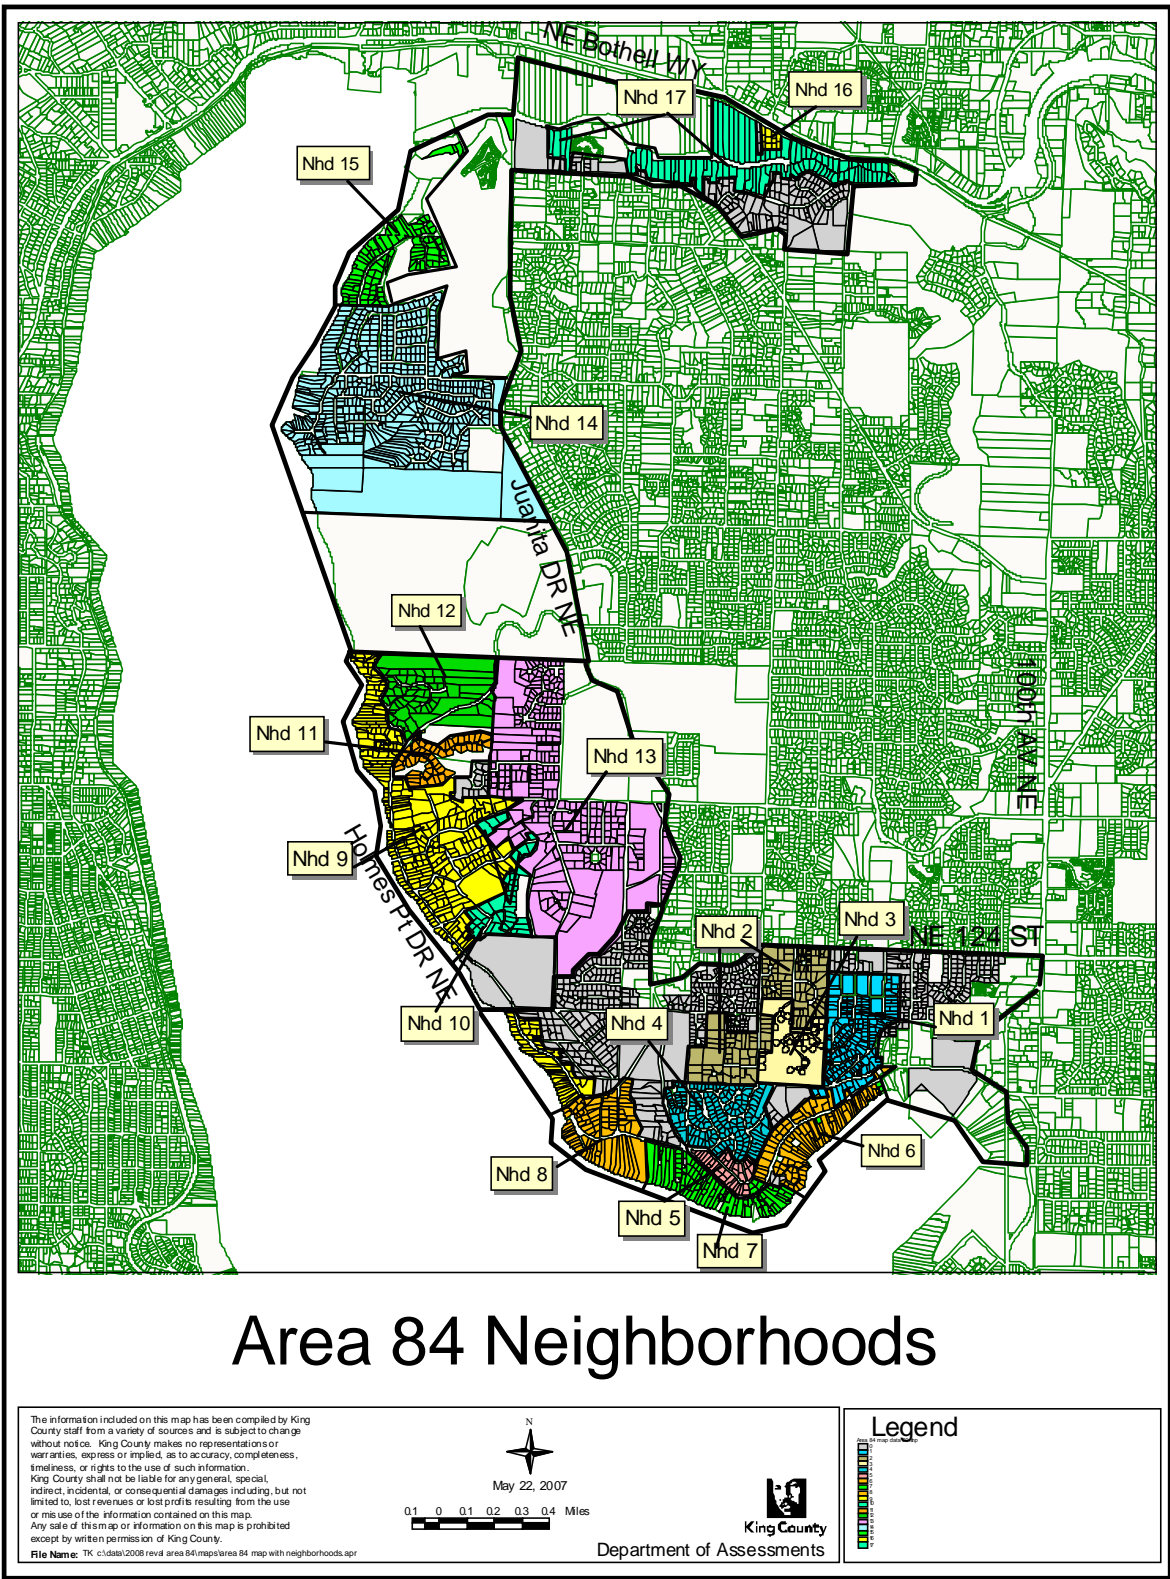 NE Bothell WY
Nhd 17
Nhd 16
Nhd 15
Nhd 14
Juanita DR NE
Nhd 12
100th AV NE
Nhd 11
Nhd 13
Nhd 9
Holmes Pt DR NE
Nhd 3
Nhd 2
NE 124 ST
Nhd 10
Nhd 4
Nhd 1
Nhd 6
Nhd 8
Nhd 5
Nhd 7
Area 84 Neighborhoods
The information included on this map has been compiled by King
County staff from a variety of sources and is subject to change
without notice. King County makes no representations or
warranties, express or implied, as to accuracy, completeness,
timeliness, or rights to the use of such information.
King County shall not be liable for any general, special,
indirect, incidental, or consequential damages including, but not
limited to, lost revenues or lost profits resulting from the use
or misuse of the information contained on this map.
Any sale of this map or information on this map is prohibited
except by written permission of King County.
File Name: TK c:\data\2008 reval area 84\maps\area 84 map with neighborhoods.apr
N
May 22, 2007
0.1 0 0.1 0.2 0.3 0.4 Miles
King County
Department of Assessments
Legend